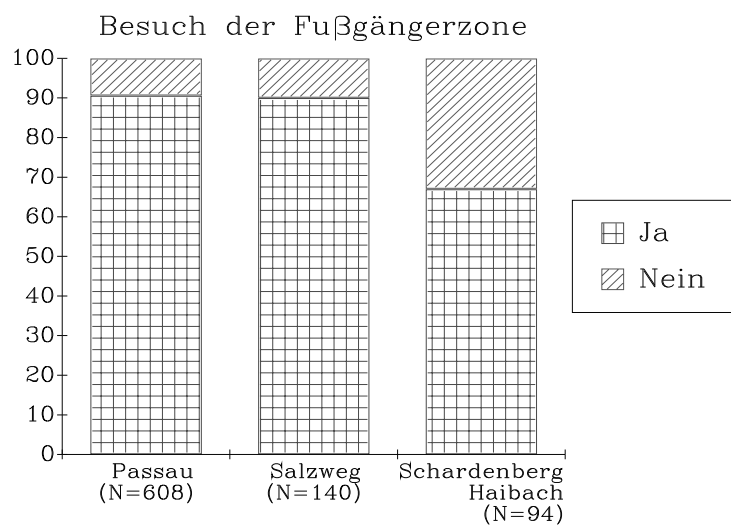 Besuch der Fußgängerzone
100
90
80
70
60
50
40
30
20
10
0
Passau
(N=608)
Salzweg
(N=140)
Schardenberg
Haibach
(N=94)
Ja
Nein